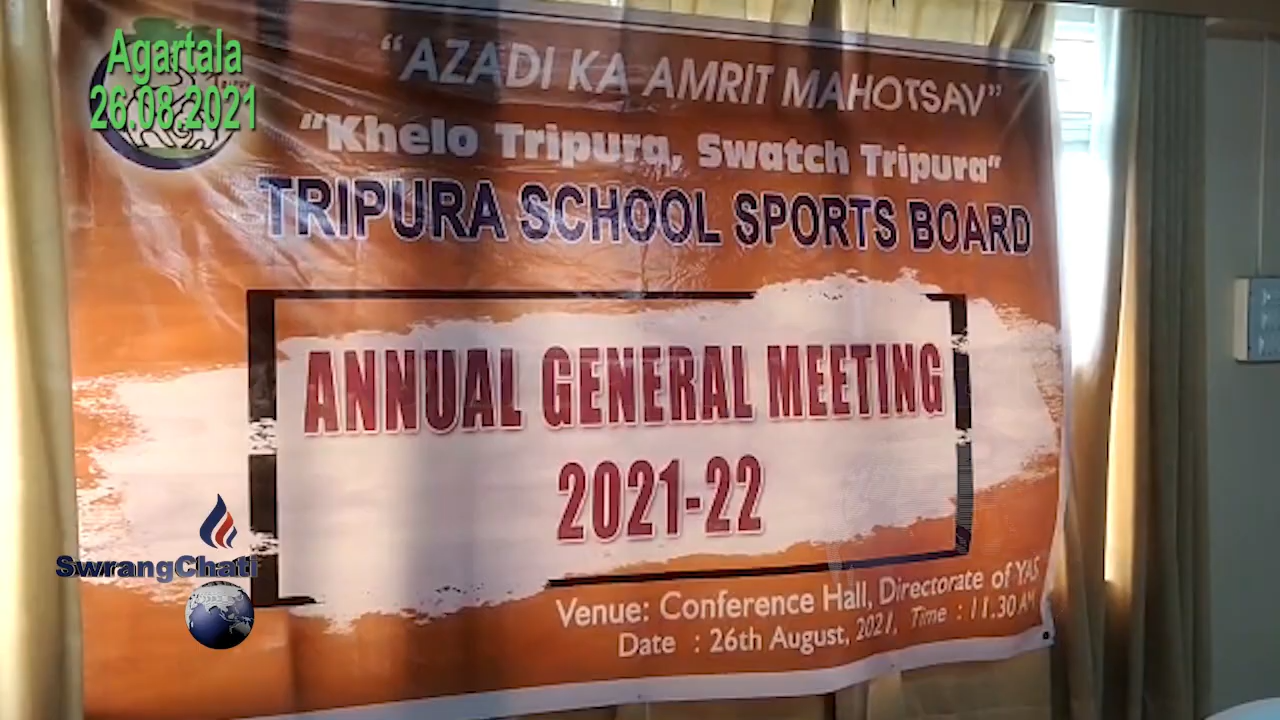 Agartala
26.08.2021
"AZADI KA AMRIT MAHOTSAV"
"Khelo Tripura, Swatch Tripura"
TRIPURA SCHOOL SPORTS BOARD
ANNUAL GENERAL MEETING
2021-22
SwrangChati
Venue: Conference Hall, Directorate of YAS
Date : 26th August, 2021, Time : 11.30 AM